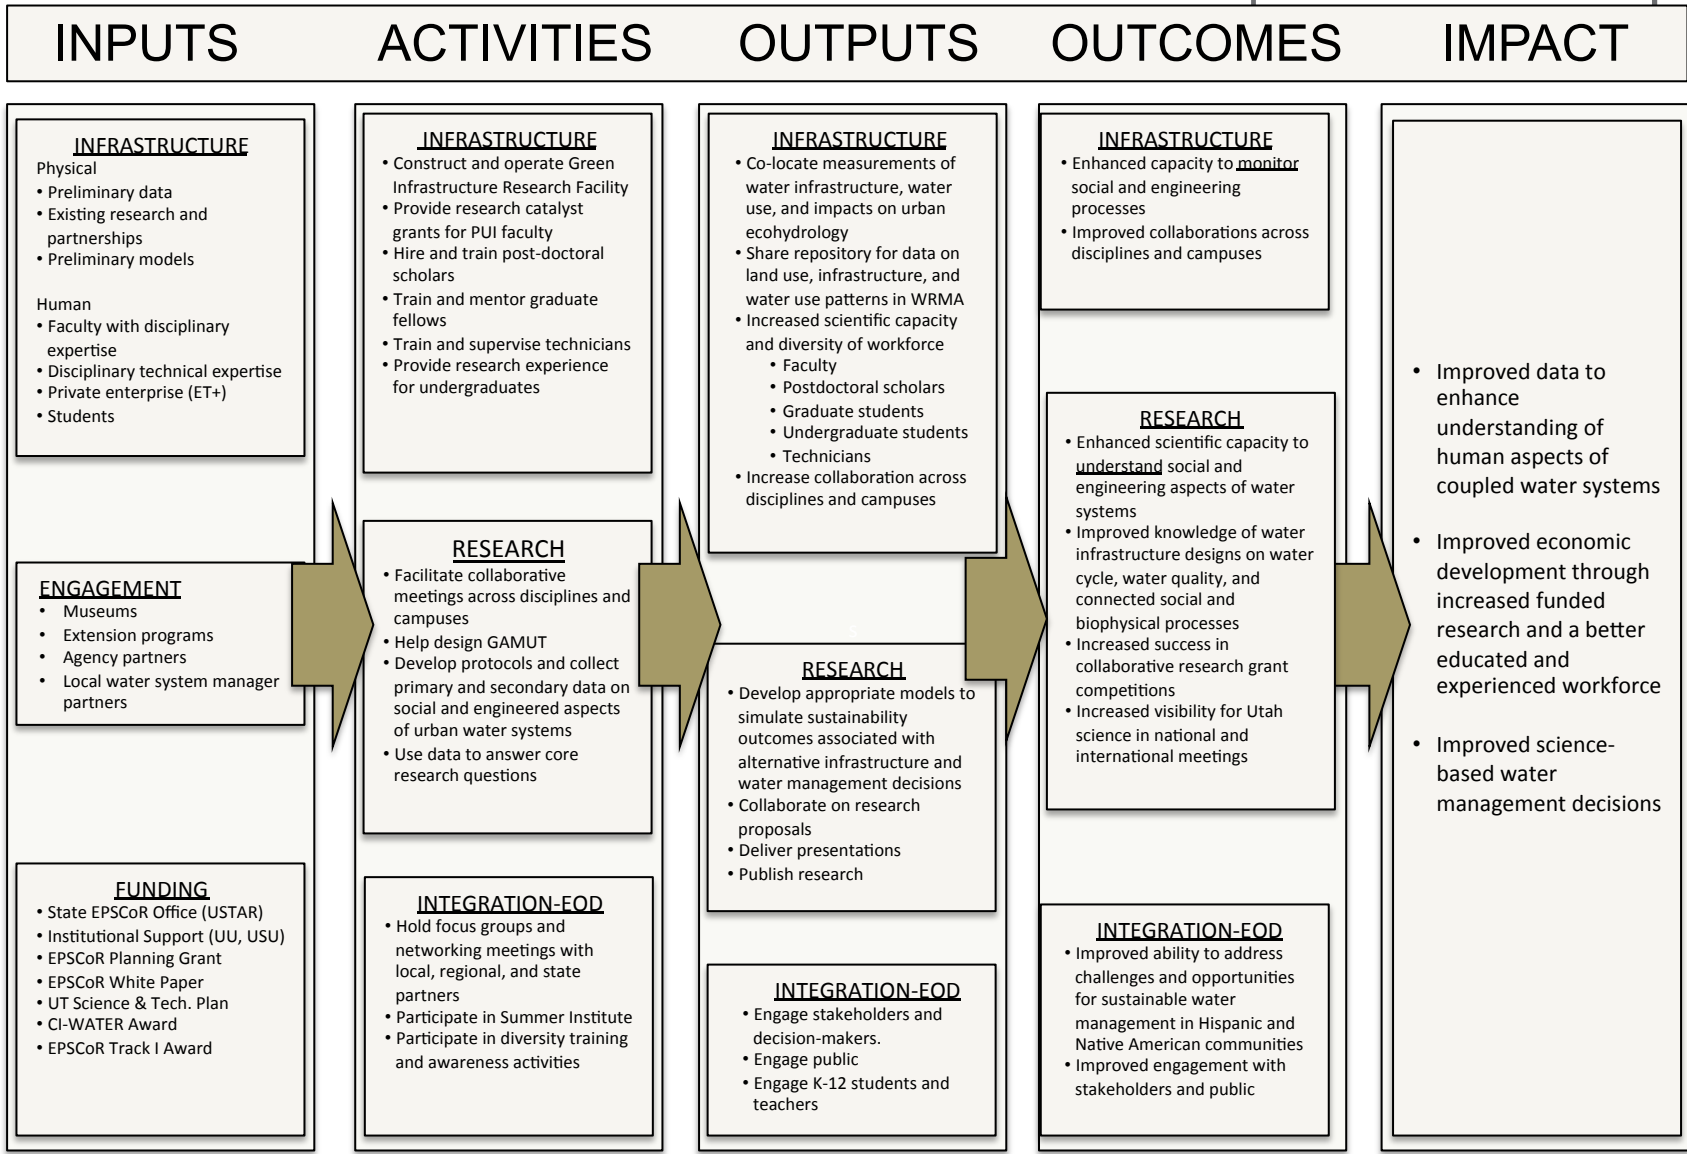 INPUTS
ACTIVITIES
OUTPUTS
OUTCOMES
IMPACT
INFRASTRUCTURE
Physical
• Preliminary data
• Existing research and
partnerships
• Preliminary models
Human
• Faculty with disciplinary
expertise
• Disciplinary technical expertise
• Private enterprise (ET+)
• Students
ENGAGEMENT
• Museums
• Extension programs
• Agency partners
• Local water system manager
partners
FUNDING
• State EPSCoR Office (USTAR)
• Institutional Support (UU, USU)
• EPSCoR Planning Grant
• EPSCoR White Paper
• UT Science & Tech. Plan
• CI-WATER Award
• EPSCoR Track I Award
INFRASTRUCTURE
• Construct and operate Green
Infrastructure Research Facility
• Provide research catalyst
grants for PUI faculty
• Hire and train post-doctoral
scholars
• Train and mentor graduate
fellows
• Train and supervise technicians
• Provide research experience
for undergraduates
RESEARCH
• Facilitate collaborative
meetings across disciplines and
campuses
• Help design GAMUT
• Develop protocols and collect
primary and secondary data on
social and engineered aspects
of urban water systems
• Use data to answer core
research questions
INTEGRATION-EOD
• Hold focus groups and
networking meetings with
local, regional, and state
partners
• Participate in Summer Institute
• Participate in diversity training
and awareness activities
INFRASTRUCTURE
• Co-locate measurements of
water infrastructure, water
use, and impacts on urban
ecohydrology
• Share repository for data on
land use, infrastructure, and
water use patterns in WRMA
• Increased scientific capacity
and diversity of workforce
• Faculty
• Postdoctoral scholars
• Graduate students
• Undergraduate students
• Technicians
• Increase collaboration across
disciplines and campuses
s
RESEARCH
• Develop appropriate models to
simulate sustainability
outcomes associated with
alternative infrastructure and
water management decisions
• Collaborate on research
proposals
• Deliver presentations
• Publish research
INTEGRATION-EOD
• Engage stakeholders and
decision-makers.
• Engage public
• Engage K-12 students and
teachers
INFRASTRUCTURE
• Enhanced capacity to monitor
social and engineering
processes
• Improved collaborations across
disciplines and campuses
RESEARCH
• Enhanced scientific capacity to
understand social and
engineering aspects of water
systems
• Improved knowledge of water
infrastructure designs on water
cycle, water quality, and
connected social and
biophysical processes
• Increased success in
collaborative research grant
competitions
• Increased visibility for Utah
science in national and
international meetings
INTEGRATION-EOD
• Improved ability to address
challenges and opportunities
for sustainable water
management in Hispanic and
Native American communities
• Improved engagement with
stakeholders and public
• Improved data to
enhance
understanding of
human aspects of
coupled water systems
• Improved economic
development through
increased funded
research and a better
educated and
experienced workforce
• Improved science-
based water
management decisions